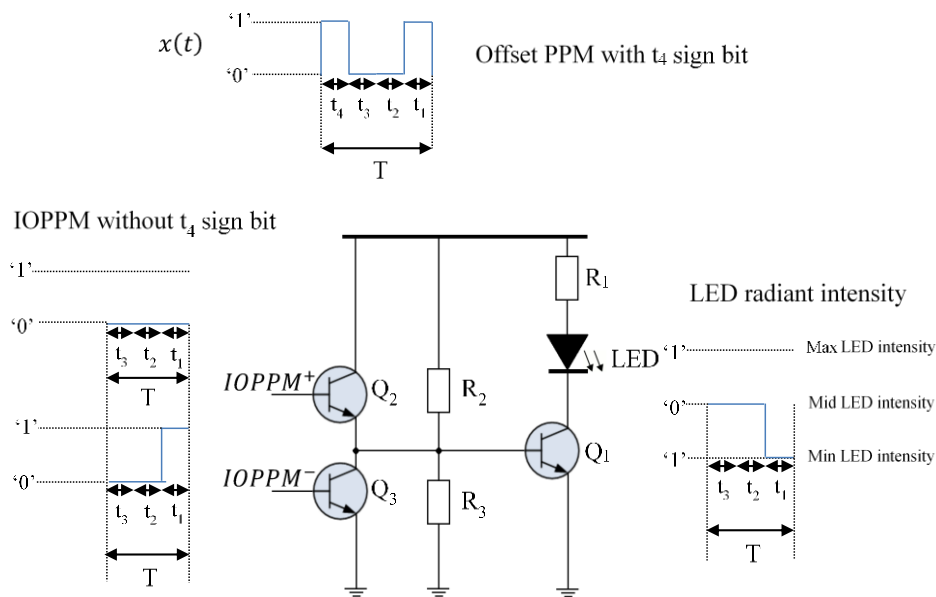 ‘1’
x(t)
Offset PPM with t₄ sign bit
‘0’
t₄ t₃ t₂ t₁
T
IOPPM without t₄ sign bit
‘1’
‘0’
t₃ t₂ t₁
T
‘1’
‘0’
t₃ t₂ t₁
T
IOPPM⁺
Q₂
IOPPM⁻
Q₃
R₂
R₃
R₁
LED
Q₁
LED radiant intensity
‘1’ Max LED intensity
‘0’ Mid LED intensity
‘1’ Min LED intensity
t₃ t₂ t₁
T